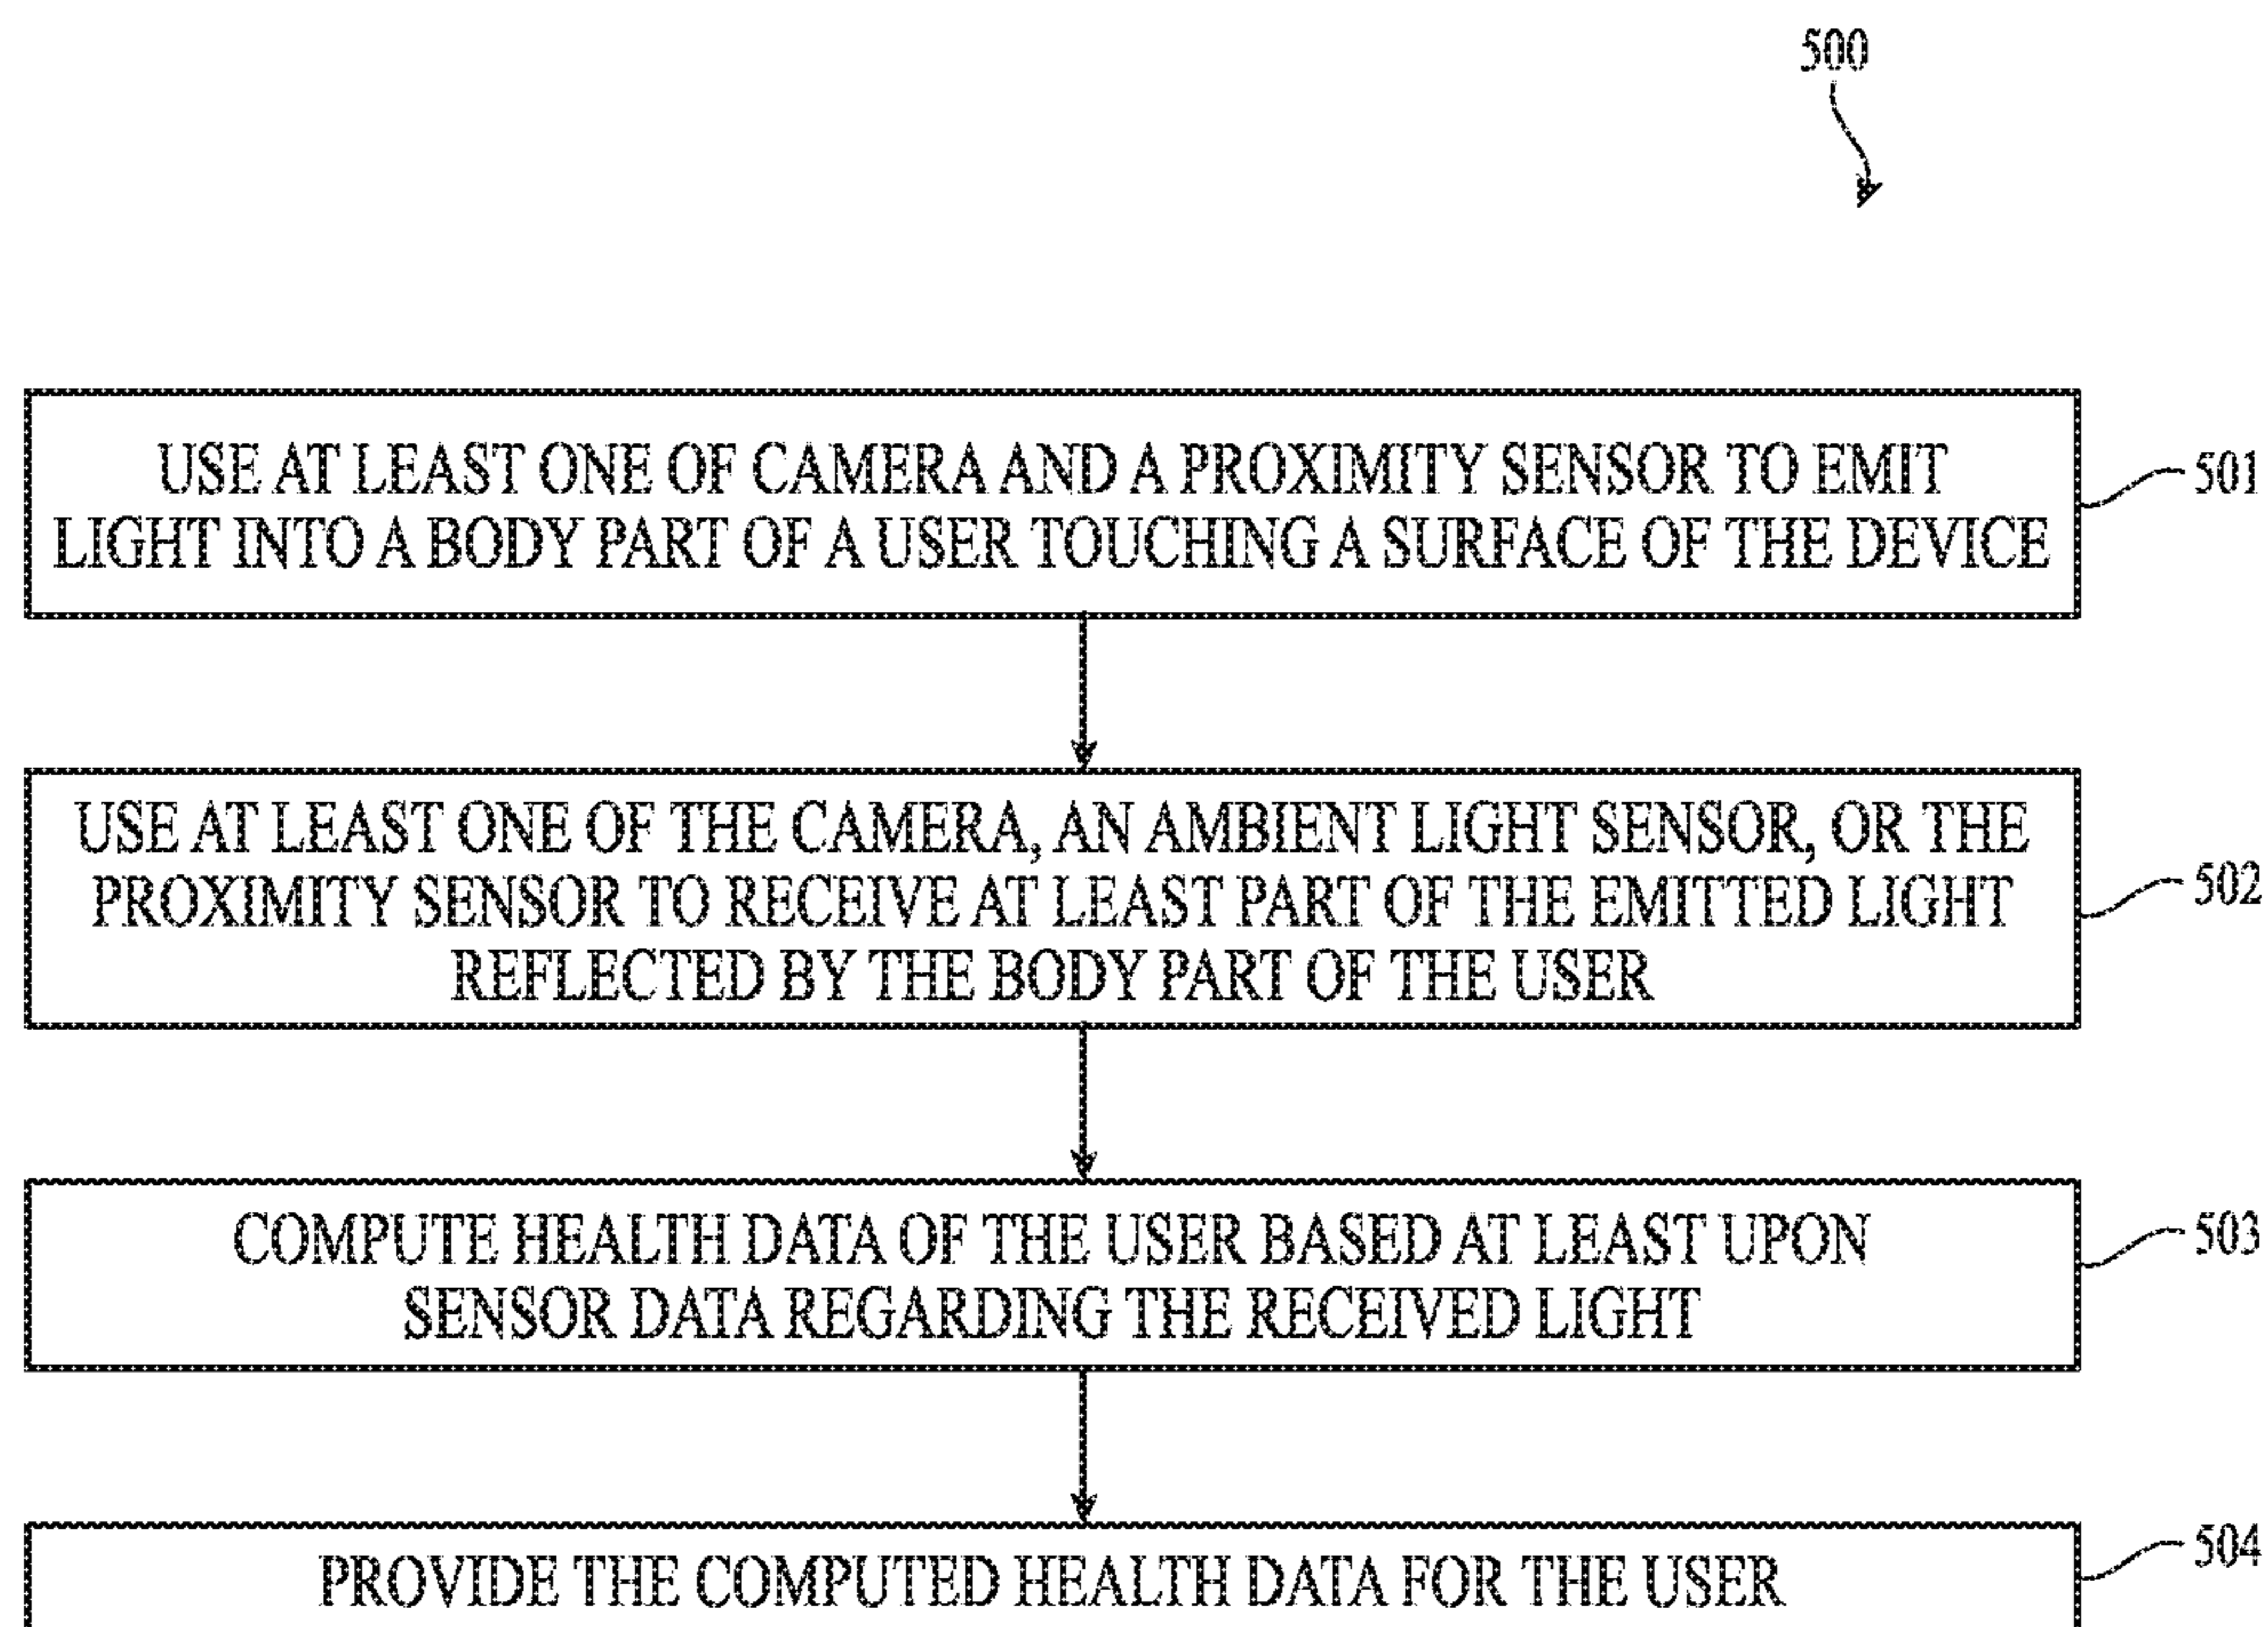 500
USE AT LEAST ONE OF CAMERA AND A PROXIMITY SENSOR TO EMIT
LIGHT INTO A BODY PART OF A USER TOUCHING A SURFACE OF THE DEVICE
501
USE AT LEAST ONE OF THE CAMERA, AN AMBIENT LIGHT SENSOR, OR THE
PROXIMITY SENSOR TO RECEIVE AT LEAST PART OF THE EMITTED LIGHT
REFLECTED BY THE BODY PART OF THE USER
502
COMPUTE HEALTH DATA OF THE USER BASED AT LEAST UPON
SENSOR DATA REGARDING THE RECEIVED LIGHT
503
PROVIDE THE COMPUTED HEALTH DATA FOR THE USER
504